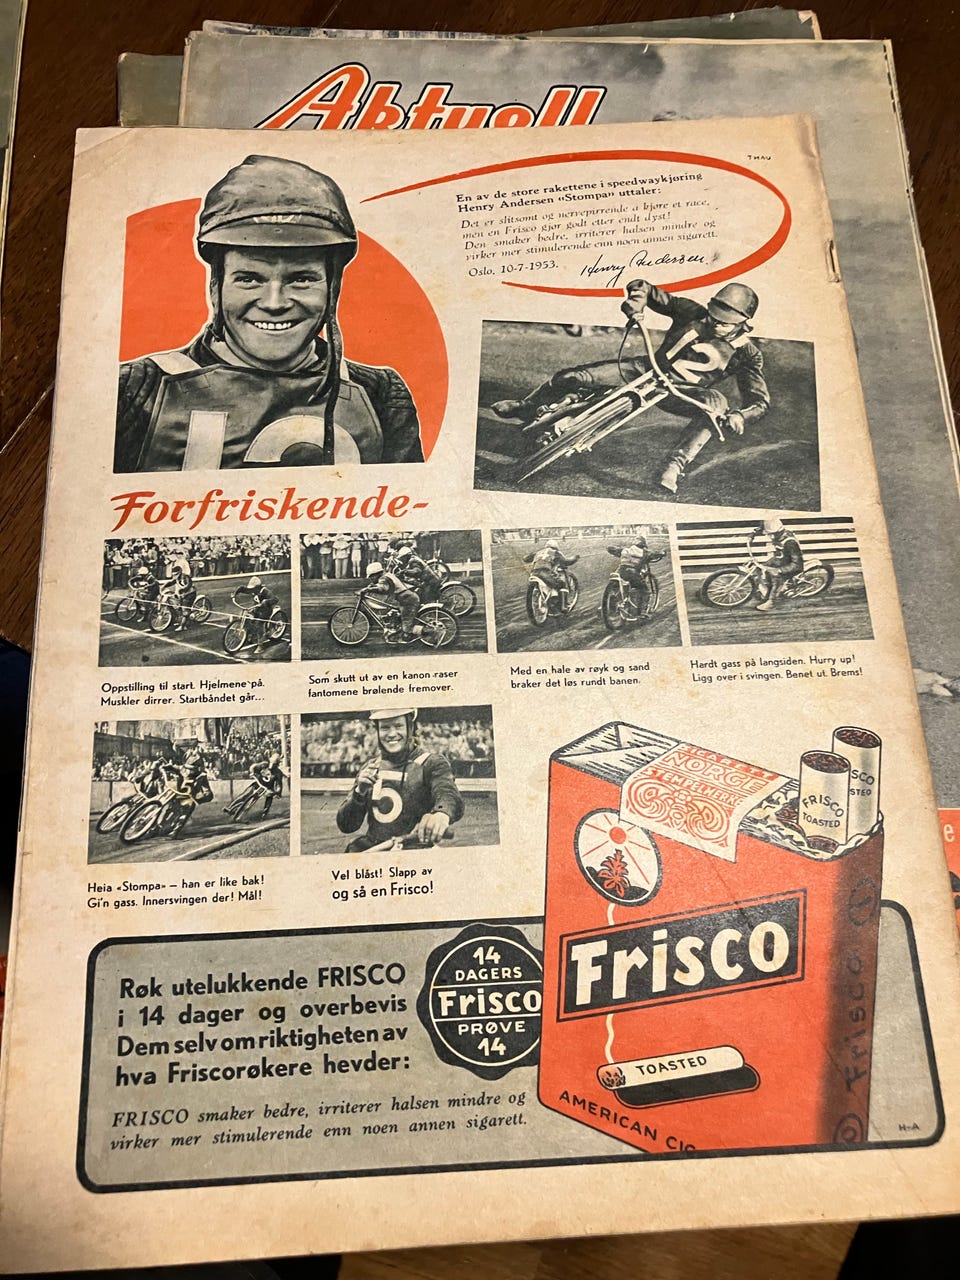 Aktuell
THAU
En av de store rakettene i speedwaykjøring
Henry Andersen «Stompa» uttaler:
Det er slitsomt og nervepirrende å kjøre et race,
men en Frisco gjør godt etter endt dyst!
Den smaker bedre, irriterer halsen mindre og
virker mer stimulerende enn noen annen sigarett.
Oslo, 10-7-1953.
Henry Andersen.
12
12
Forfriskende-
Oppstilling til start. Hjelmene på.
Muskler dirrer. Startbåndet går...
Som skutt ut av en kanon raser
fantomene brølende fremover.
Med en hale av røyk og sand
braker det løs rundt banen.
Hardt gass på langsiden. Hurry up!
Ligg over i svingen. Benet ut. Brems!
5
Heia «Stompa» — han er like bak!
Gi'n gass. Innersvingen der! Mål!
Vel blåst! Slapp av
og så en Frisco!
SIGARETT
NORGE
STEMPELMERKE
FRISCO
TOASTED
SCO
STED
Frisco
TOASTED
AMERICAN CIG
Frisco
Røk utelukkende FRISCO
i 14 dager og overbevis
Dem selv om riktigheten av
hva Friscorøkere hevder:
14
DAGERS
Frisco
PRØVE
14
FRISCO smaker bedre, irriterer halsen mindre og
virker mer stimulerende enn noen annen sigarett.
H-A
e